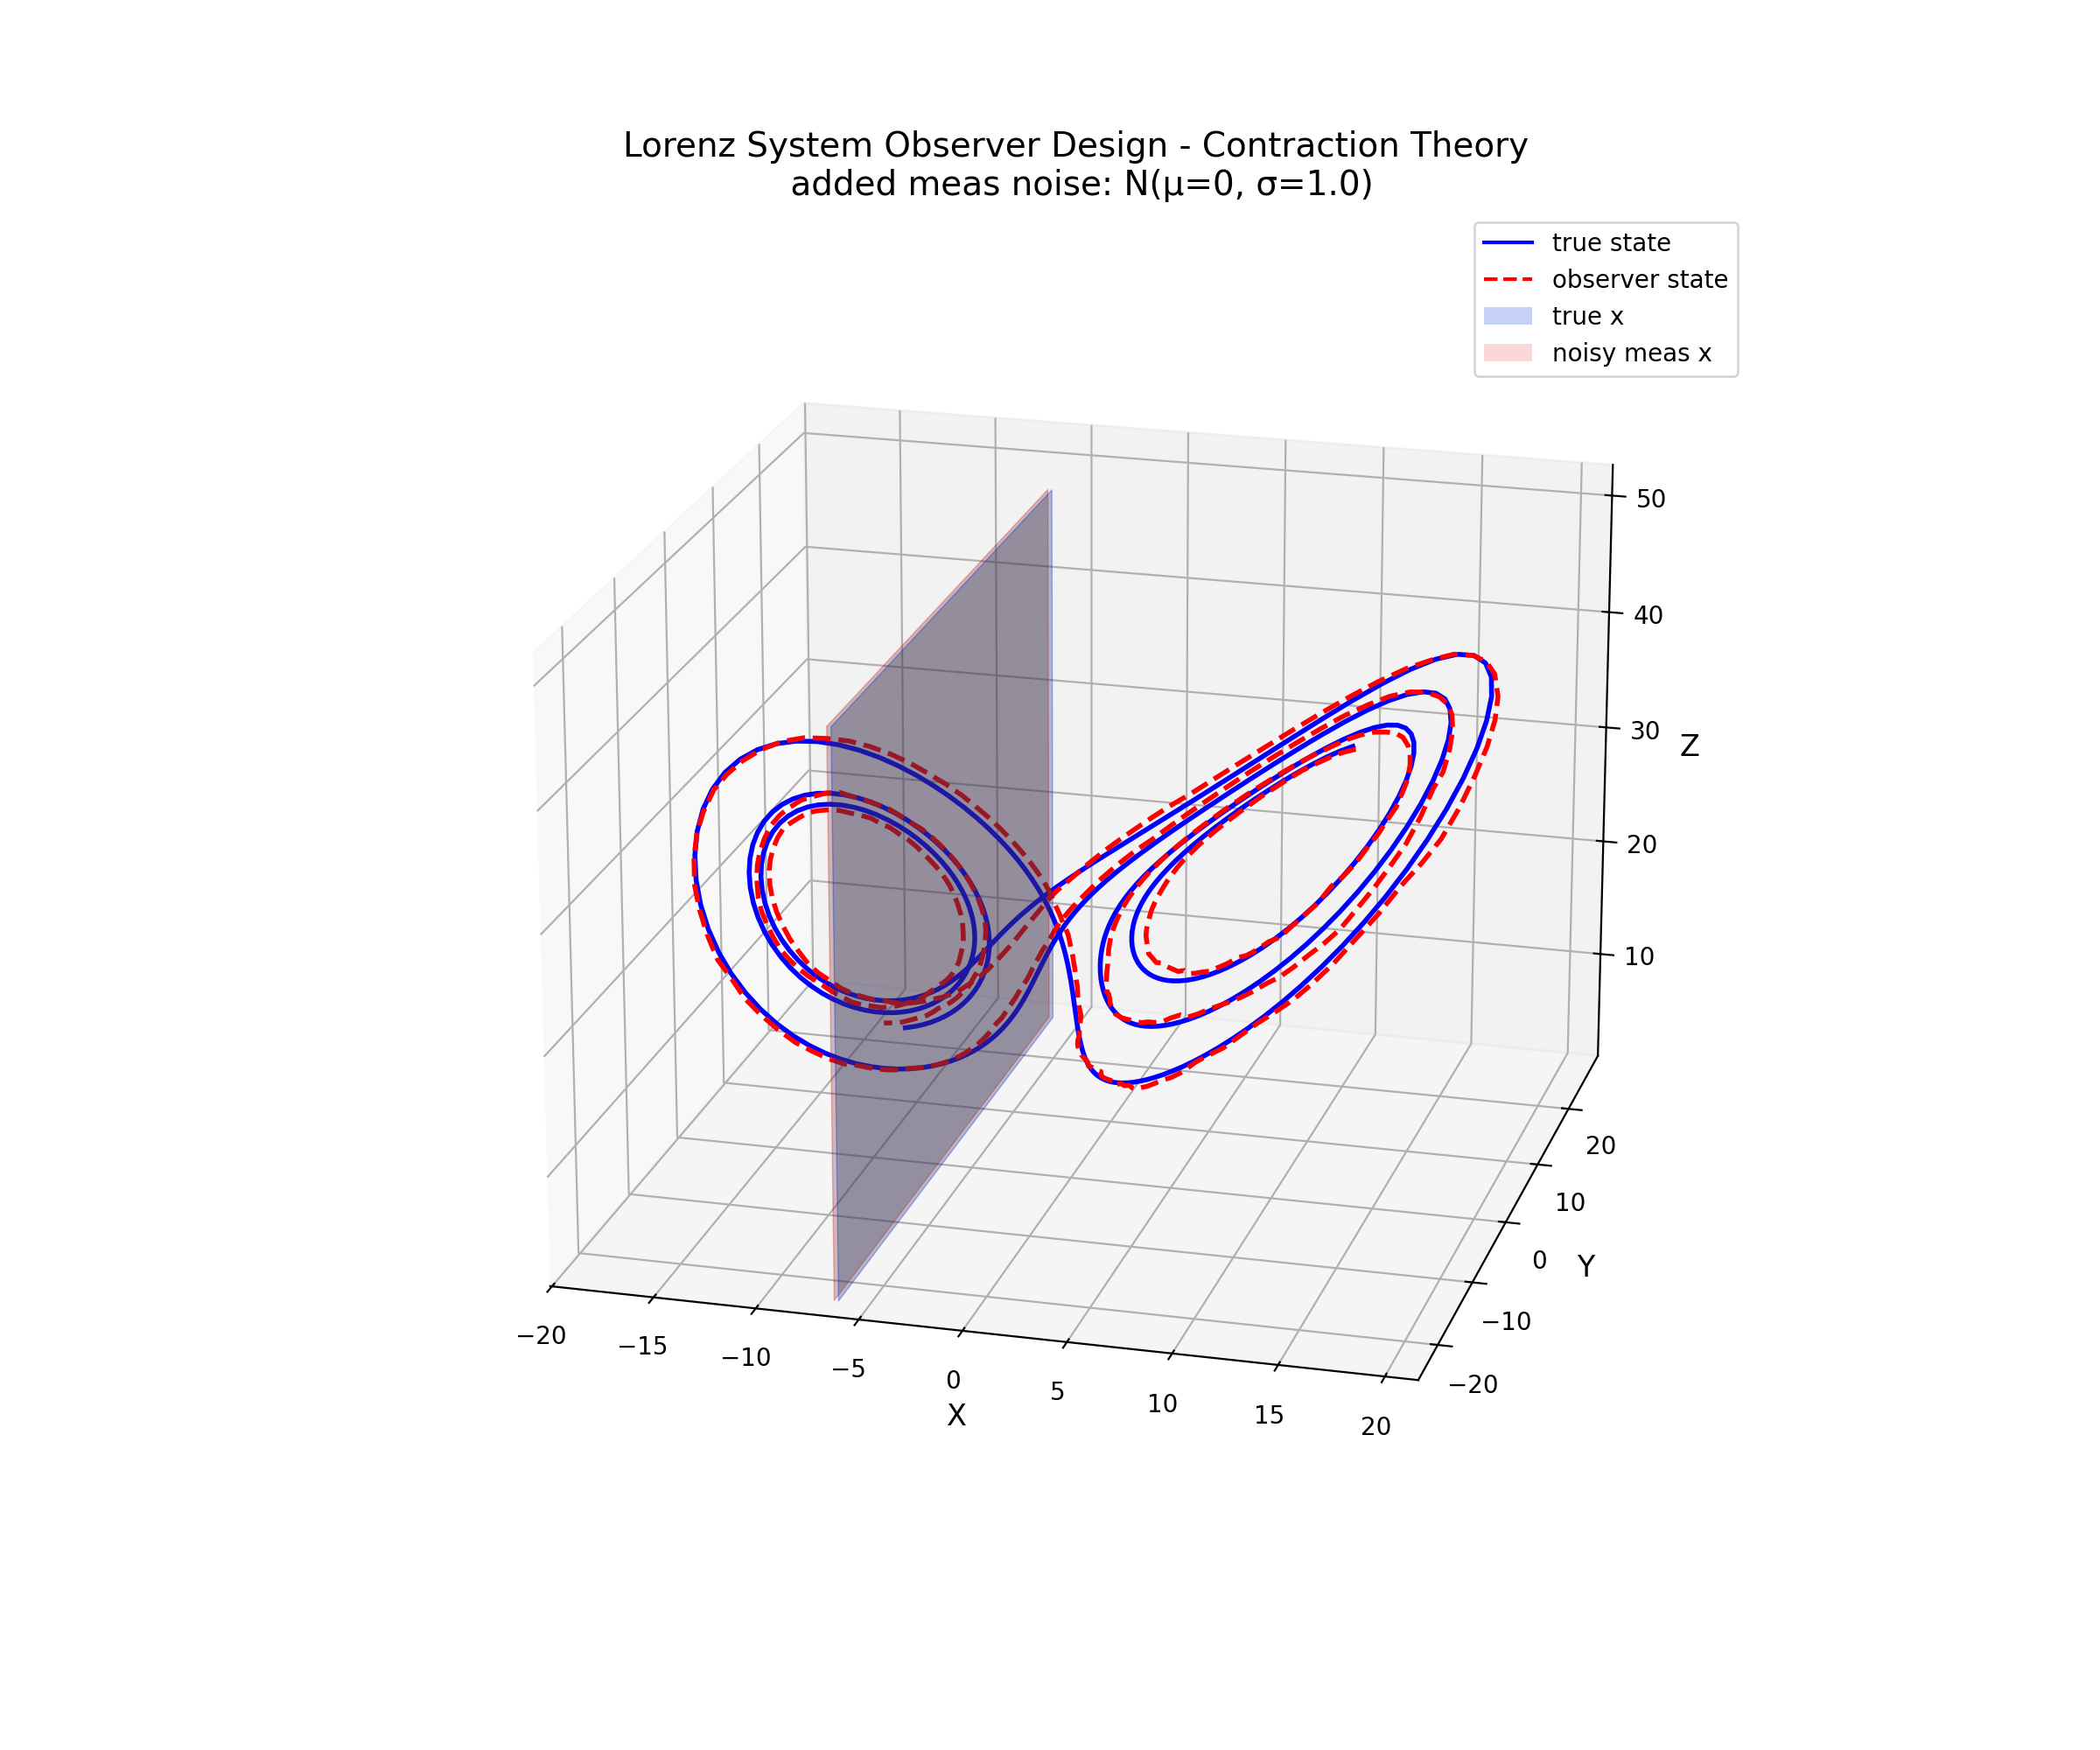 Lorenz System Observer Design - Contraction Theory
added meas noise: N(μ=0, σ=1.0)
true state
observer state
true x
noisy meas x
50
40
30
Z
20
10
20
10
0
Y
−10
−20
−20
−15
−10
−5
0
5
10
15
20
X